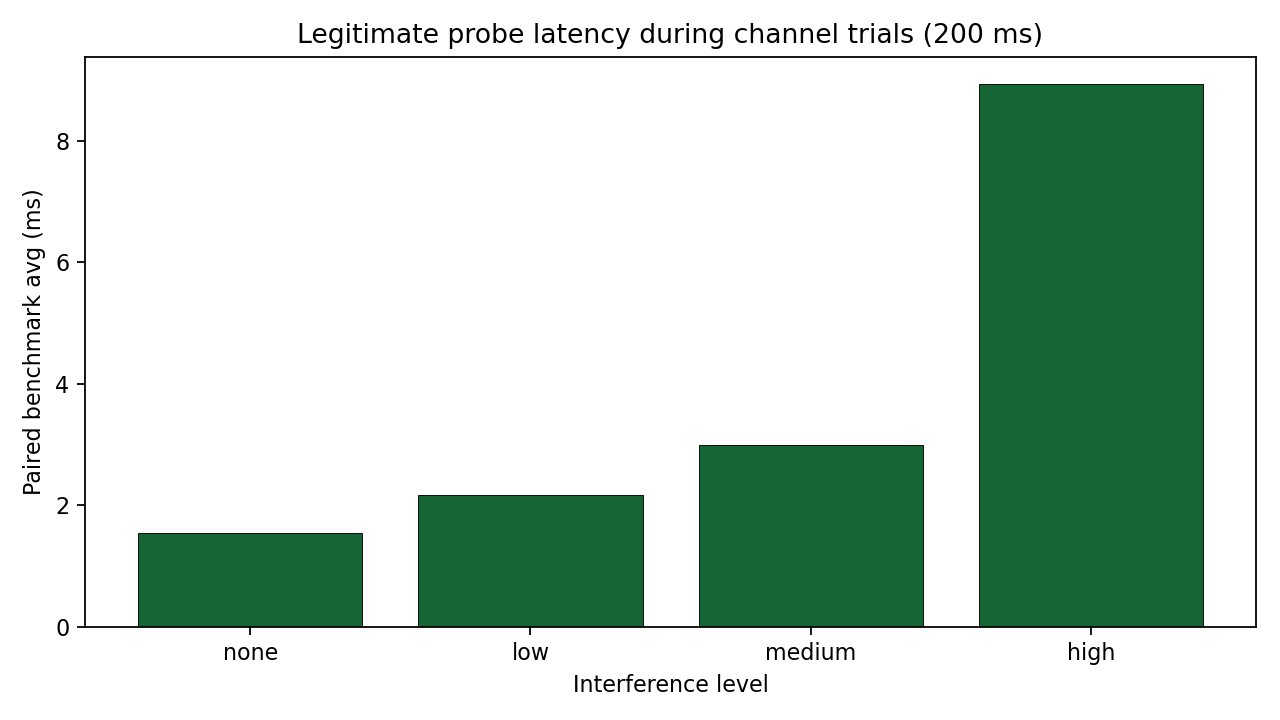 Legitimate probe latency during channel trials (200 ms)
Paired benchmark avg (ms)
8
6
4
2
0
none
low
medium
high
Interference level